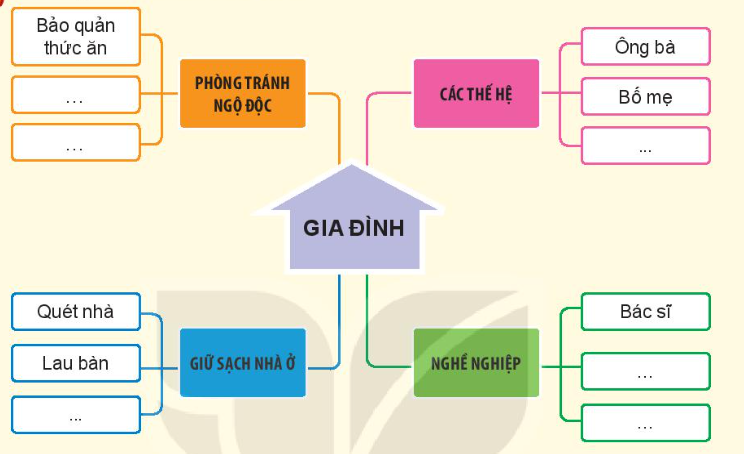 Bảo quản
thức ăn
...
...
PHÒNG TRÁNH
NGỘ ĐỘC
CÁC THẾ HỆ
Ông bà
Bố mẹ
...
GIA ĐÌNH
Quét nhà
Lau bàn
...
GIỮ SẠCH NHÀ Ở
NGHỀ NGHIỆP
Bác sĩ
...
...